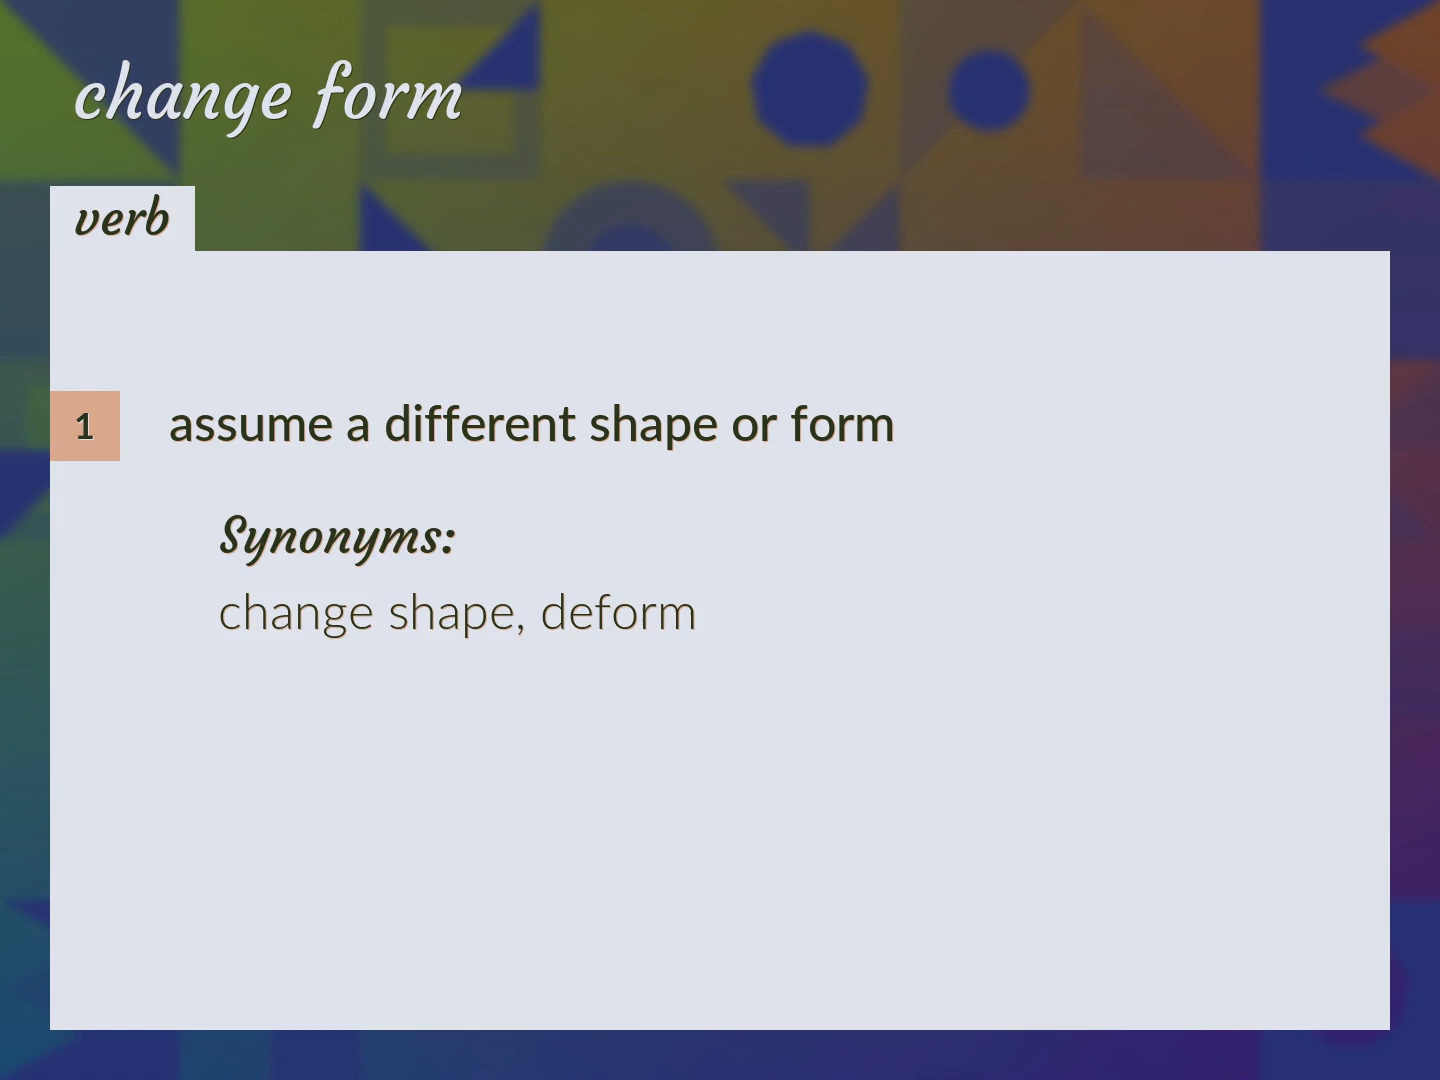 change form
verb
1 assume a different shape or form
Synonyms:
change shape, deform